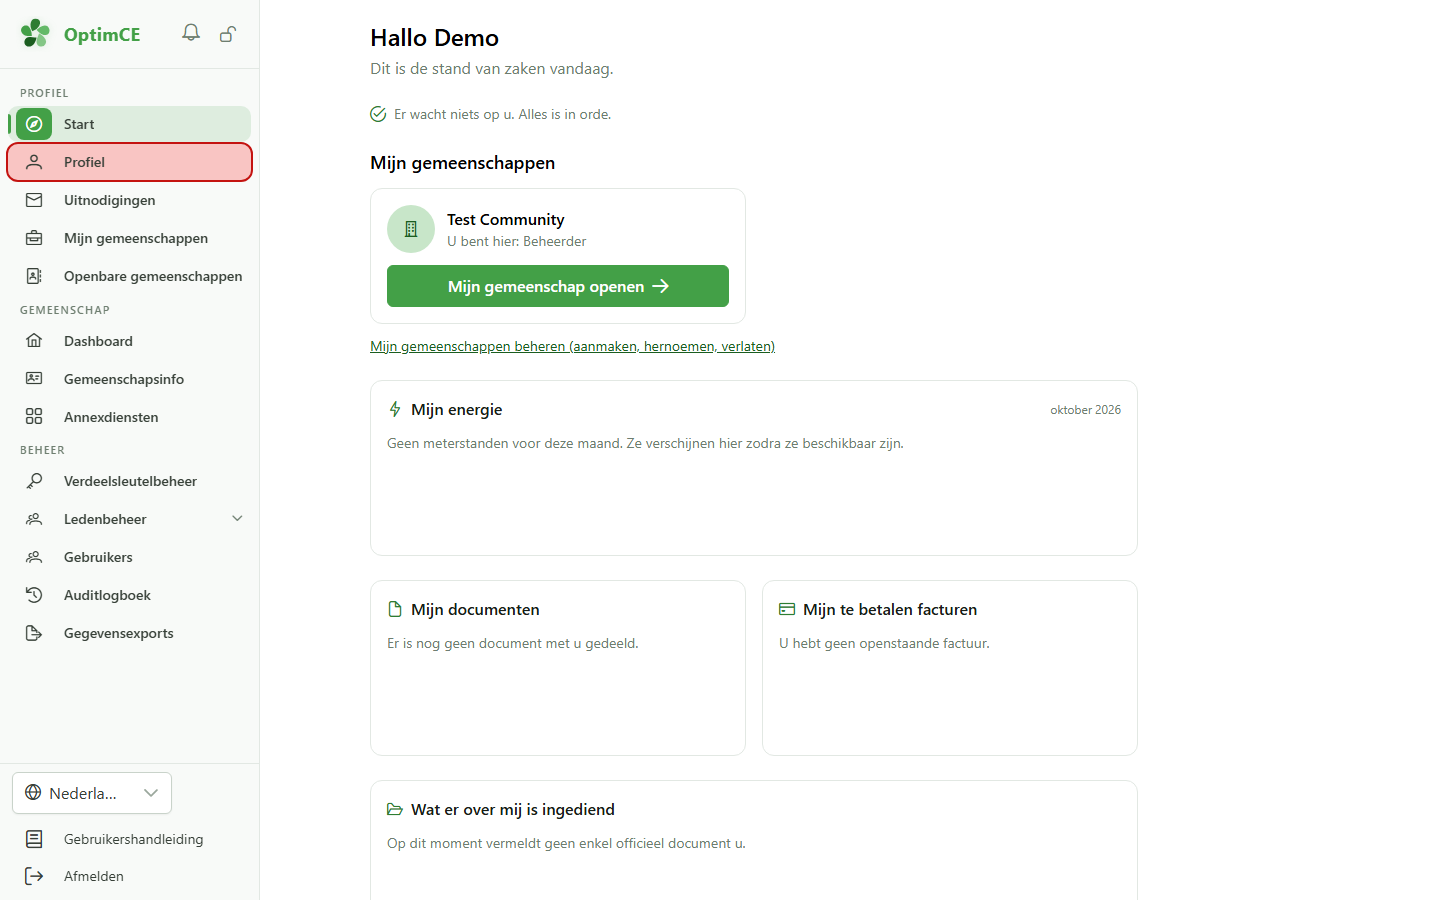 OptimCE
PROFIEL
Start
Profiel
Uitnodigingen
Mijn gemeenschappen
Openbare gemeenschappen
GEMEENSCHAP
Dashboard
Gemeenschapsinfo
Annexdiensten
BEHEER
Verdeelsleutelbeheer
Ledenbeheer
Gebruikers
Auditlogboek
Gegevensexports
Nederla...
Gebruikershandleiding
Afmelden
Hallo Demo
Dit is de stand van zaken vandaag.
Er wacht niets op u. Alles is in orde.
Mijn gemeenschappen
Test Community
U bent hier: Beheerder
Mijn gemeenschap openen →
Mijn gemeenschappen beheren (aanmaken, hernoemen, verlaten)
Mijn energie
oktober 2026
Geen meterstanden voor deze maand. Ze verschijnen hier zodra ze beschikbaar zijn.
Mijn documenten
Er is nog geen document met u gedeeld.
Mijn te betalen facturen
U hebt geen openstaande factuur.
Wat er over mij is ingediend
Op dit moment vermeldt geen enkel officieel document u.